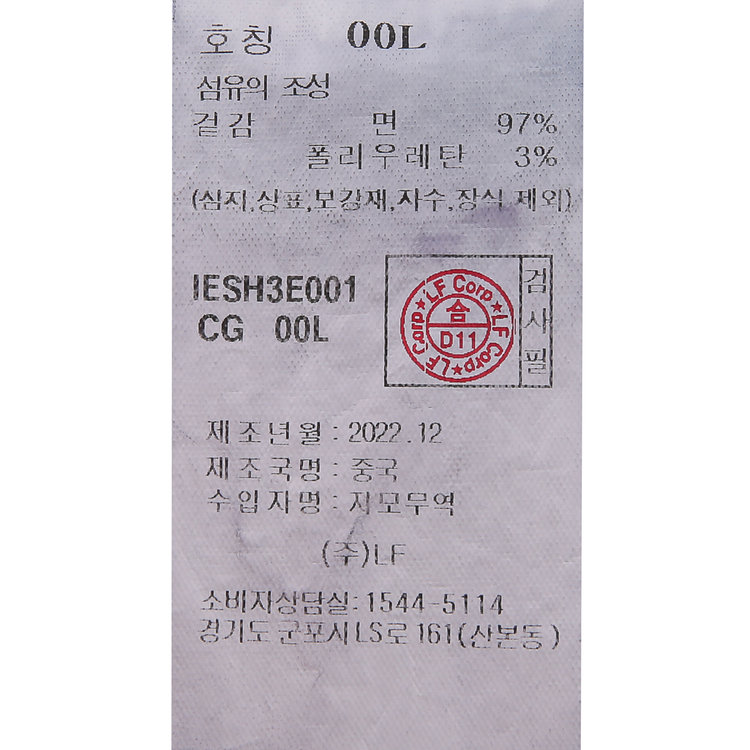 호칭 00L
섬유의 조성
겉감 면 97%
폴리우레탄 3%
(심지,상표,보강재,자수,장식 제외)
IESH3E001
CG 00L
LF Corp★LF Corp★LF Corp★
合
D11
검사필
제조년월 : 2022.12
제조국명 : 중국
수입자명 : 지모무역
(주)LF
소비자상담실: 1544-5114
경기도 군포시 LS로 161(산본동)